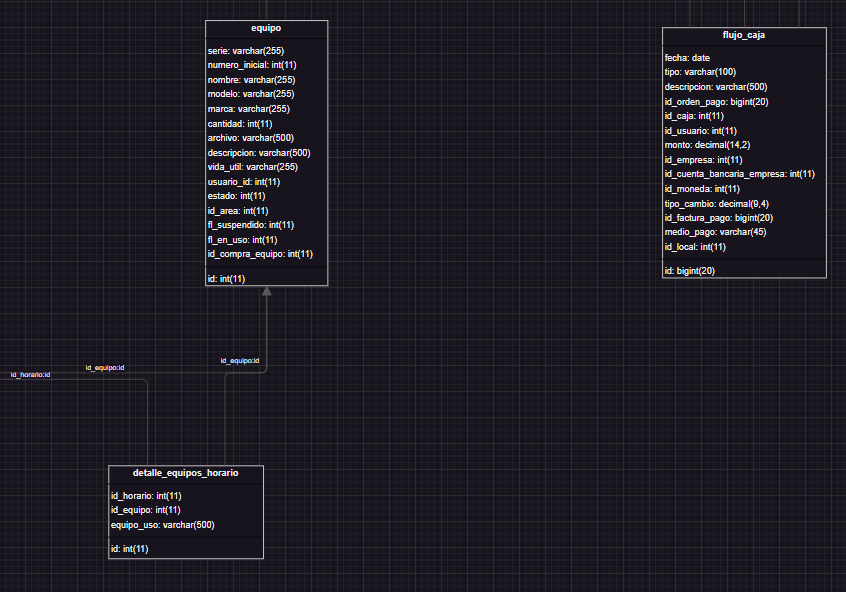 equipo
serie: varchar(255)
numero_inicial: int(11)
nombre: varchar(255)
modelo: varchar(255)
marca: varchar(255)
cantidad: int(11)
archivo: varchar(500)
descripcion: varchar(500)
vida_util: varchar(255)
usuario_id: int(11)
estado: int(11)
id_area: int(11)
fl_suspendido: int(11)
fl_en_uso: int(11)
id_compra_equipo: int(11)
id: int(11)
flujo_caja
fecha: date
tipo: varchar(100)
descripcion: varchar(500)
id_orden_pago: bigint(20)
id_caja: int(11)
id_usuario: int(11)
monto: decimal(14,2)
id_empresa: int(11)
id_cuenta_bancaria_empresa: int(11)
id_moneda: int(11)
tipo_cambio: decimal(9,4)
id_factura_pago: bigint(20)
medio_pago: varchar(45)
id_local: int(11)
id: bigint(20)
id_equipo:id
id_equipo:id
id_horario:id
detalle_equipos_horario
id_horario: int(11)
id_equipo: int(11)
equipo_uso: varchar(500)
id: int(11)